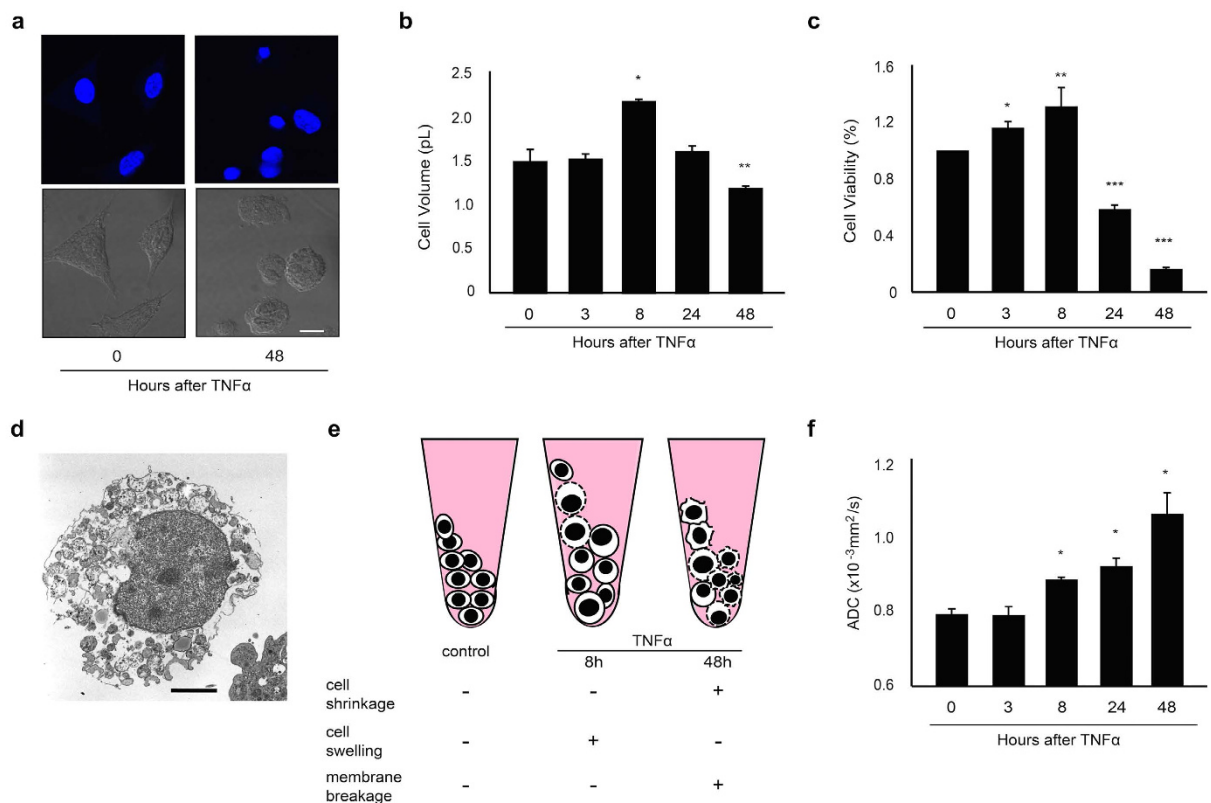 a
0
48
Hours after TNFα
b
Cell Volume (pL)
2.5
2.0
1.5
1.0
0.5
0
*
**
0 3 8 24 48
Hours after TNFα
c
Cell Viability (%)
1.6
1.2
0.8
0.4
0
*
**
***
***
0 3 8 24 48
Hours after TNFα
d
e
control
TNFα
8h
48h
cell
shrinkage
- - +
cell
swelling
- + -
membrane
breakage
- - +
f
ADC (x10⁻³mm²/s)
1.2
1.0
0.8
0.6
*
*
*
0 3 8 24 48
Hours after TNFα